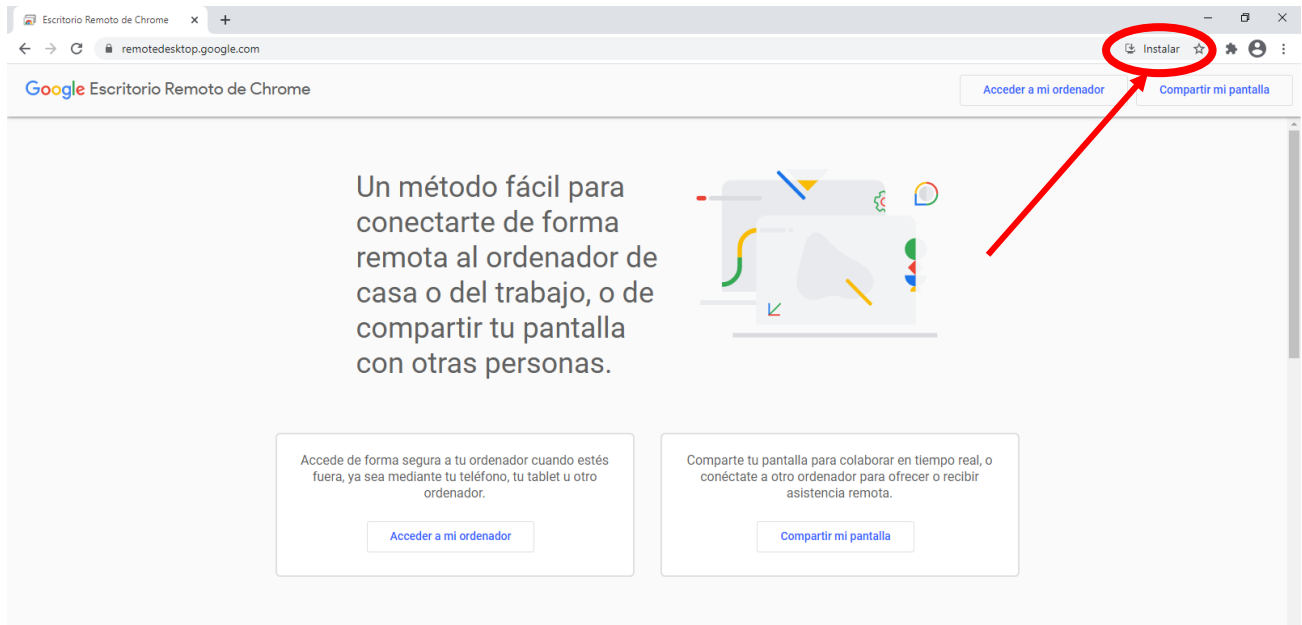 Escritorio Remoto de Chrome
remotedesktop.google.com
Instalar
Google Escritorio Remoto de Chrome
Acceder a mi ordenador
Compartir mi pantalla
Un método fácil para
conectarte de forma
remota al ordenador de
casa o del trabajo, o de
compartir tu pantalla
con otras personas.
Accede de forma segura a tu ordenador cuando estés
fuera, ya sea mediante tu teléfono, tu tablet u otro
ordenador.
Acceder a mi ordenador
Comparte tu pantalla para colaborar en tiempo real, o
conéctate a otro ordenador para ofrecer o recibir
asistencia remota.
Compartir mi pantalla